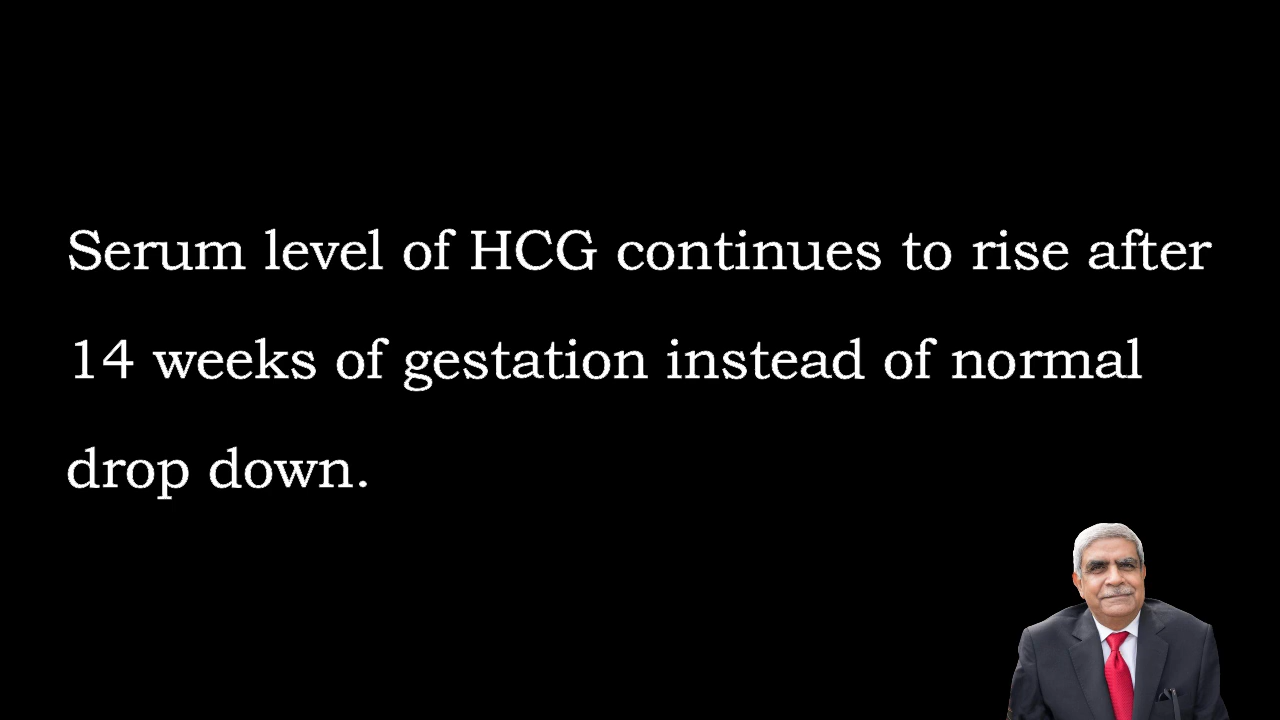 Serum level of HCG continues to rise after
14 weeks of gestation instead of normal
drop down.